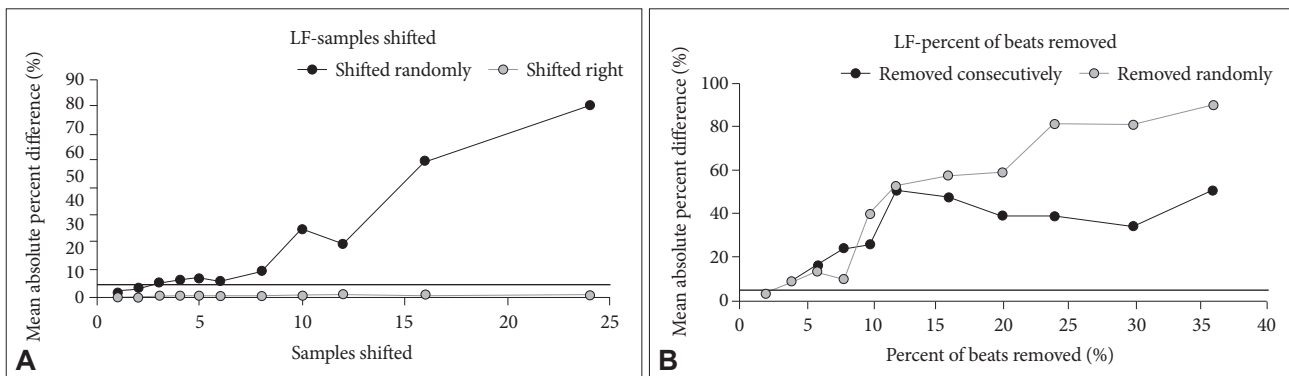 LF-samples shifted
Shifted randomly Shifted right
Mean absolute percent difference (%)
90
80
70
60
50
40
30
20
10
0
0 5 10 15 20 25
Samples shifted
A
LF-percent of beats removed
Removed consecutively Removed randomly
Mean absolute percent difference (%)
100
80
60
40
20
0
0 5 10 15 20 25 30 35 40
Percent of beats removed (%)
B